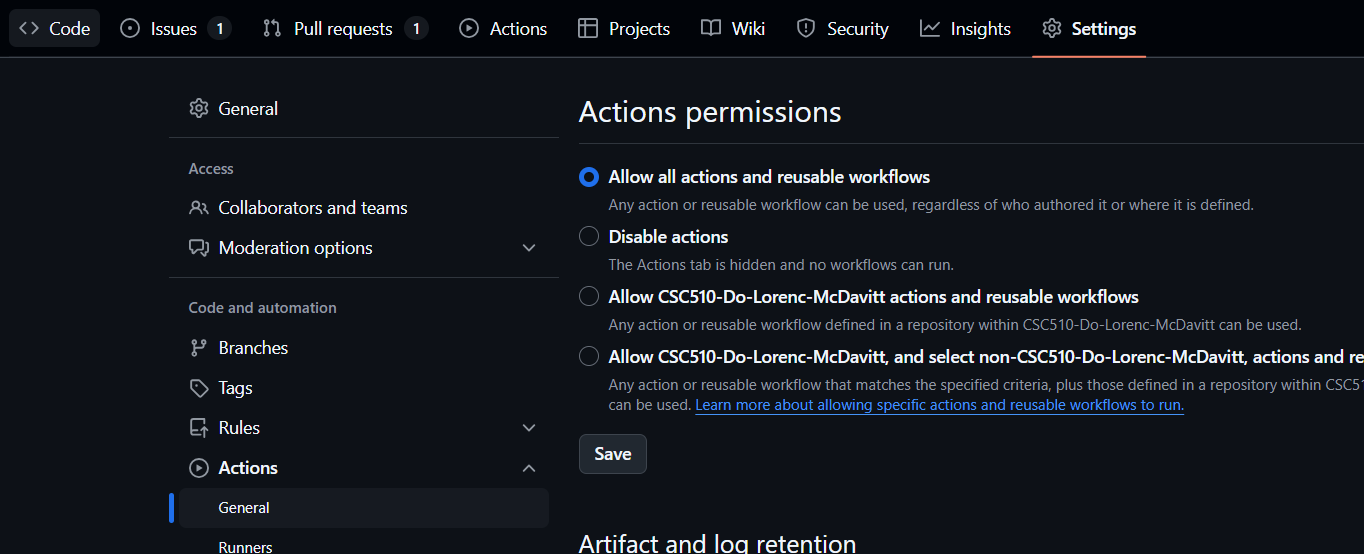 Code Issues 1 Pull requests 1 Actions Projects Wiki Security Insights Settings
General
Access
Collaborators and teams
Moderation options
Code and automation
Branches
Tags
Rules
Actions
General
Runners
Actions permissions
Allow all actions and reusable workflows
Any action or reusable workflow can be used, regardless of who authored it or where it is defined.
Disable actions
The Actions tab is hidden and no workflows can run.
Allow CSC510-Do-Lorenc-McDavitt actions and reusable workflows
Any action or reusable workflow defined in a repository within CSC510-Do-Lorenc-McDavitt can be used.
Allow CSC510-Do-Lorenc-McDavitt, and select non-CSC510-Do-Lorenc-McDavitt, actions and re
Any action or reusable workflow that matches the specified criteria, plus those defined in a repository within CSC51
can be used. Learn more about allowing specific actions and reusable workflows to run.
Save
Artifact and log retention